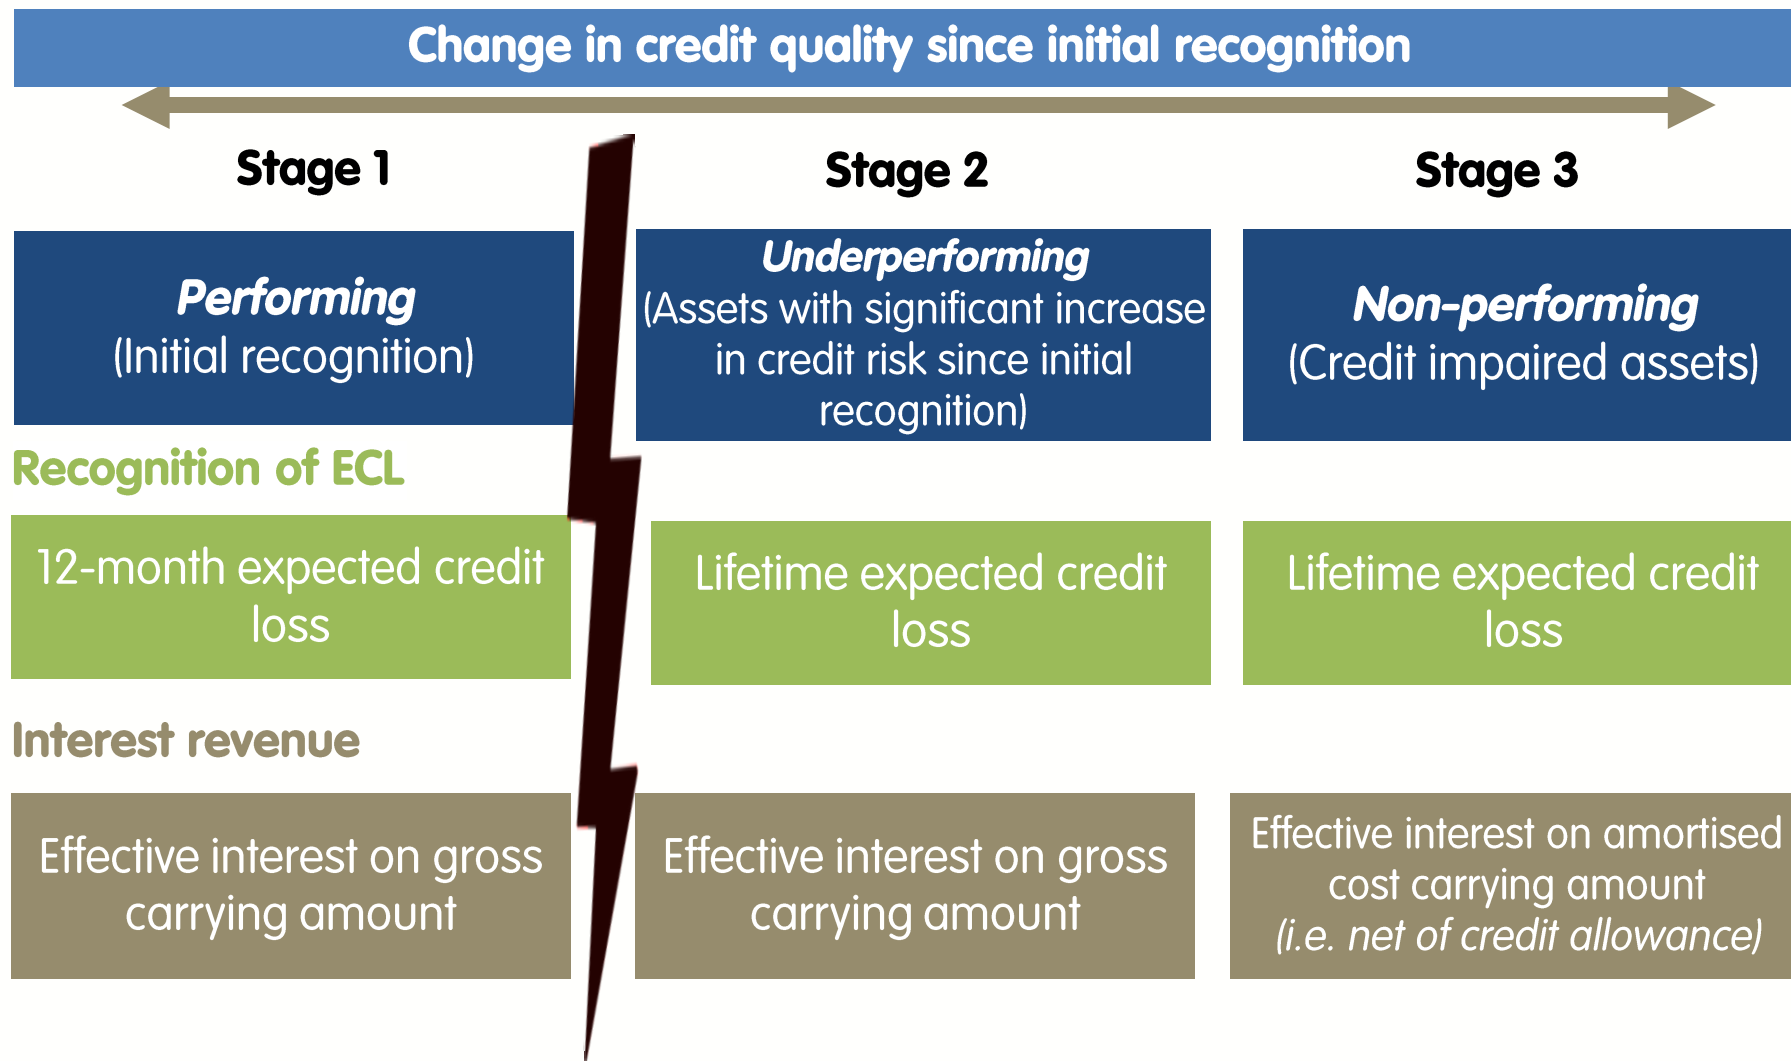 Change in credit quality since initial recognition
Stage 1
Stage 2
Stage 3
Performing
(Initial recognition)
Underperforming
(Assets with significant increase
in credit risk since initial
recognition)
Non-performing
(Credit impaired assets)
Recognition of ECL
12-month expected credit
loss
Lifetime expected credit
loss
Lifetime expected credit
loss
Interest revenue
Effective interest on gross
carrying amount
Effective interest on gross
carrying amount
Effective interest on amortised
cost carrying amount
(i.e. net of credit allowance)